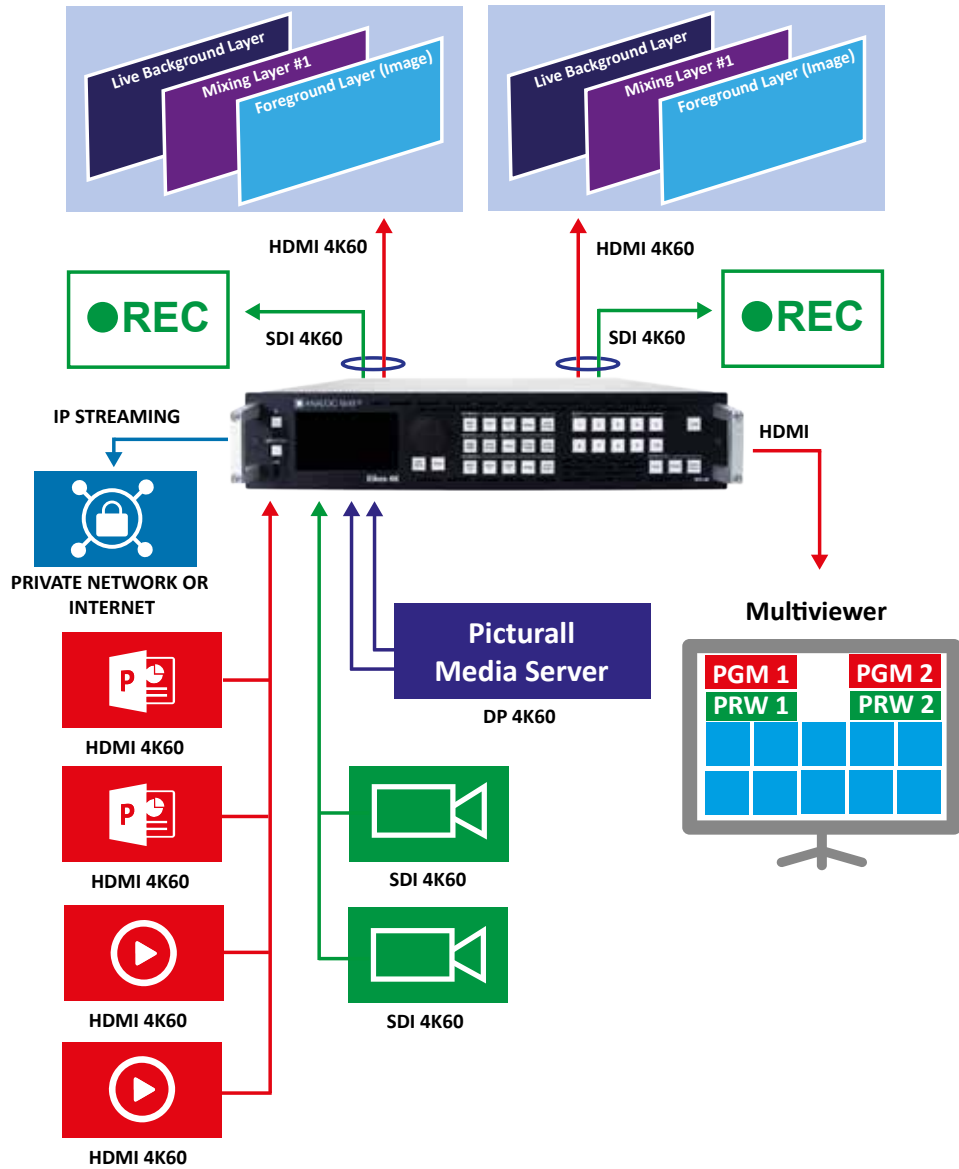 Live Background Layer
Mixing Layer #1
Foreground Layer (Image)
Live Background Layer
Mixing Layer #1
Foreground Layer (Image)
HDMI 4K60
HDMI 4K60
●REC
●REC
SDI 4K60
SDI 4K60
IP STREAMING
HDMI
PRIVATE NETWORK OR
INTERNET
Picturall
Media Server
DP 4K60
Multiviewer
PGM 1
PGM 2
PRW 1
PRW 2
P
HDMI 4K60
P
HDMI 4K60
SDI 4K60
HDMI 4K60
SDI 4K60
HDMI 4K60